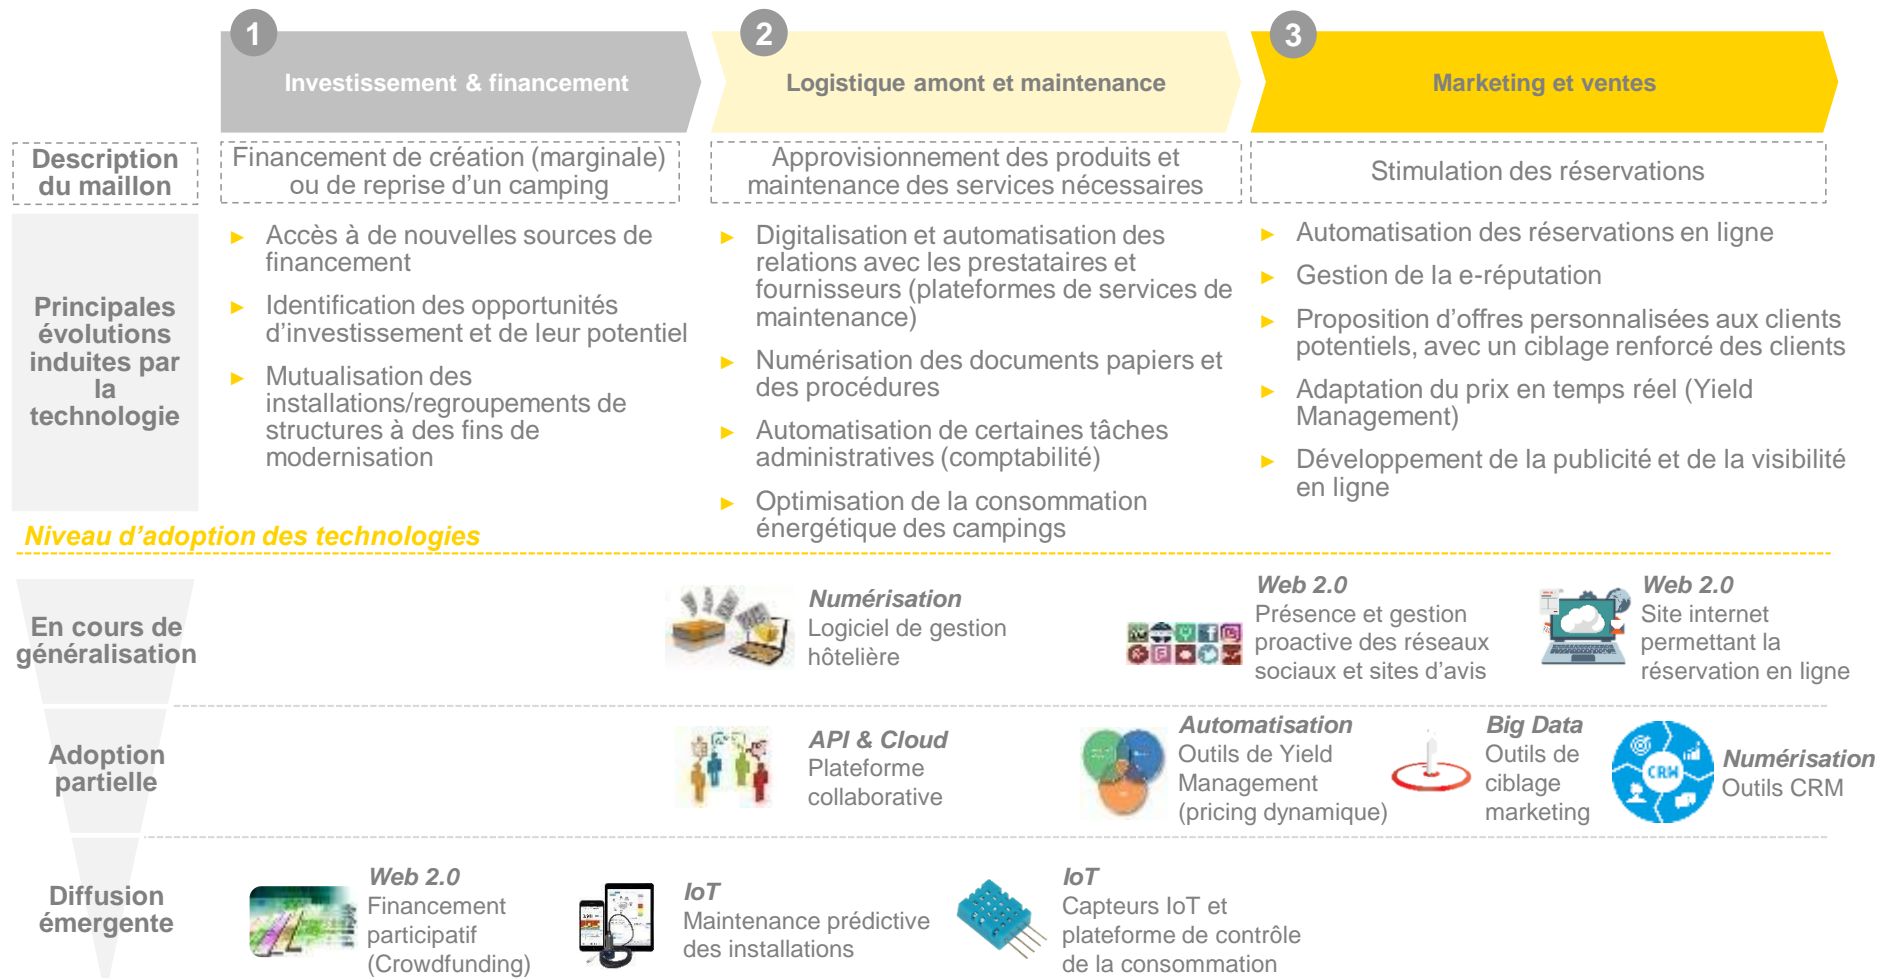 1
Investissement & financement
2
Logistique amont et maintenance
3
Marketing et ventes
Description
du maillon
Financement de création (marginale)
ou de reprise d'un camping
Approvisionnement des produits et
maintenance des services nécessaires
Stimulation des réservations
Principales
évolutions
induites par
la
technologie
► Accès à de nouvelles sources de
financement
► Identification des opportunités
d'investissement et de leur potentiel
► Mutualisation des
installations/regroupements de
structures à des fins de
modernisation
► Digitalisation et automatisation des
relations avec les prestataires et
fournisseurs (plateformes de services de
maintenance)
► Numérisation des documents papiers et
des procédures
► Automatisation de certaines tâches
administratives (comptabilité)
► Optimisation de la consommation
énergétique des campings
► Automatisation des réservations en ligne
► Gestion de la e-réputation
► Proposition d'offres personnalisées aux clients
potentiels, avec un ciblage renforcé des clients
► Adaptation du prix en temps réel (Yield
Management)
► Développement de la publicité et de la visibilité
en ligne
Niveau d'adoption des technologies
En cours de
généralisation
Numérisation
Logiciel de gestion
hôtelière
Web 2.0
Présence et gestion
proactive des réseaux
sociaux et sites d'avis
Web 2.0
Site internet
permettant la
réservation en ligne
Adoption
partielle
API & Cloud
Plateforme
collaborative
Automatisation
Outils de Yield
Management
(pricing dynamique)
Big Data
Outils de
ciblage
marketing
CRM
Numérisation
Outils CRM
Diffusion
émergente
Web 2.0
Financement
participatif
(Crowdfunding)
IoT
Maintenance prédictive
des installations
IoT
Capteurs IoT et
plateforme de contrôle
de la consommation